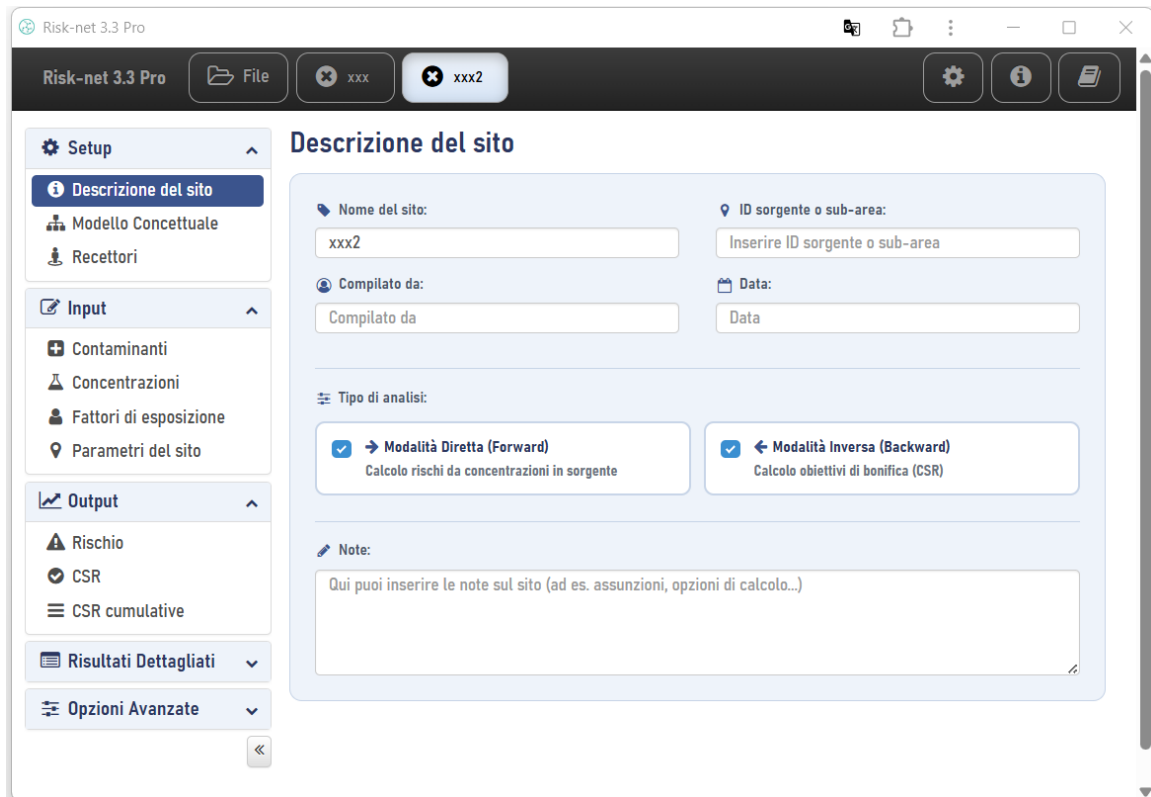 Risk-net 3.3 Pro
Risk-net 3.3 Pro File xxx xxx2
Setup
Descrizione del sito
Modello Concettuale
Recettori
Input
Contaminanti
Concentrazioni
Fattori di esposizione
Parametri del sito
Output
Rischio
CSR
CSR cumulative
Risultati Dettagliati
Opzioni Avanzate
Descrizione del sito
Nome del sito:
xxx2
ID sorgente o sub-area:
Inserire ID sorgente o sub-area
Compilato da:
Compilato da
Data:
Data
Tipo di analisi:
Modalità Diretta (Forward)
Calcolo rischi da concentrazioni in sorgente
Modalità Inversa (Backward)
Calcolo obiettivi di bonifica (CSR)
Note:
Qui puoi inserire le note sul sito (ad es. assunzioni, opzioni di calcolo...)